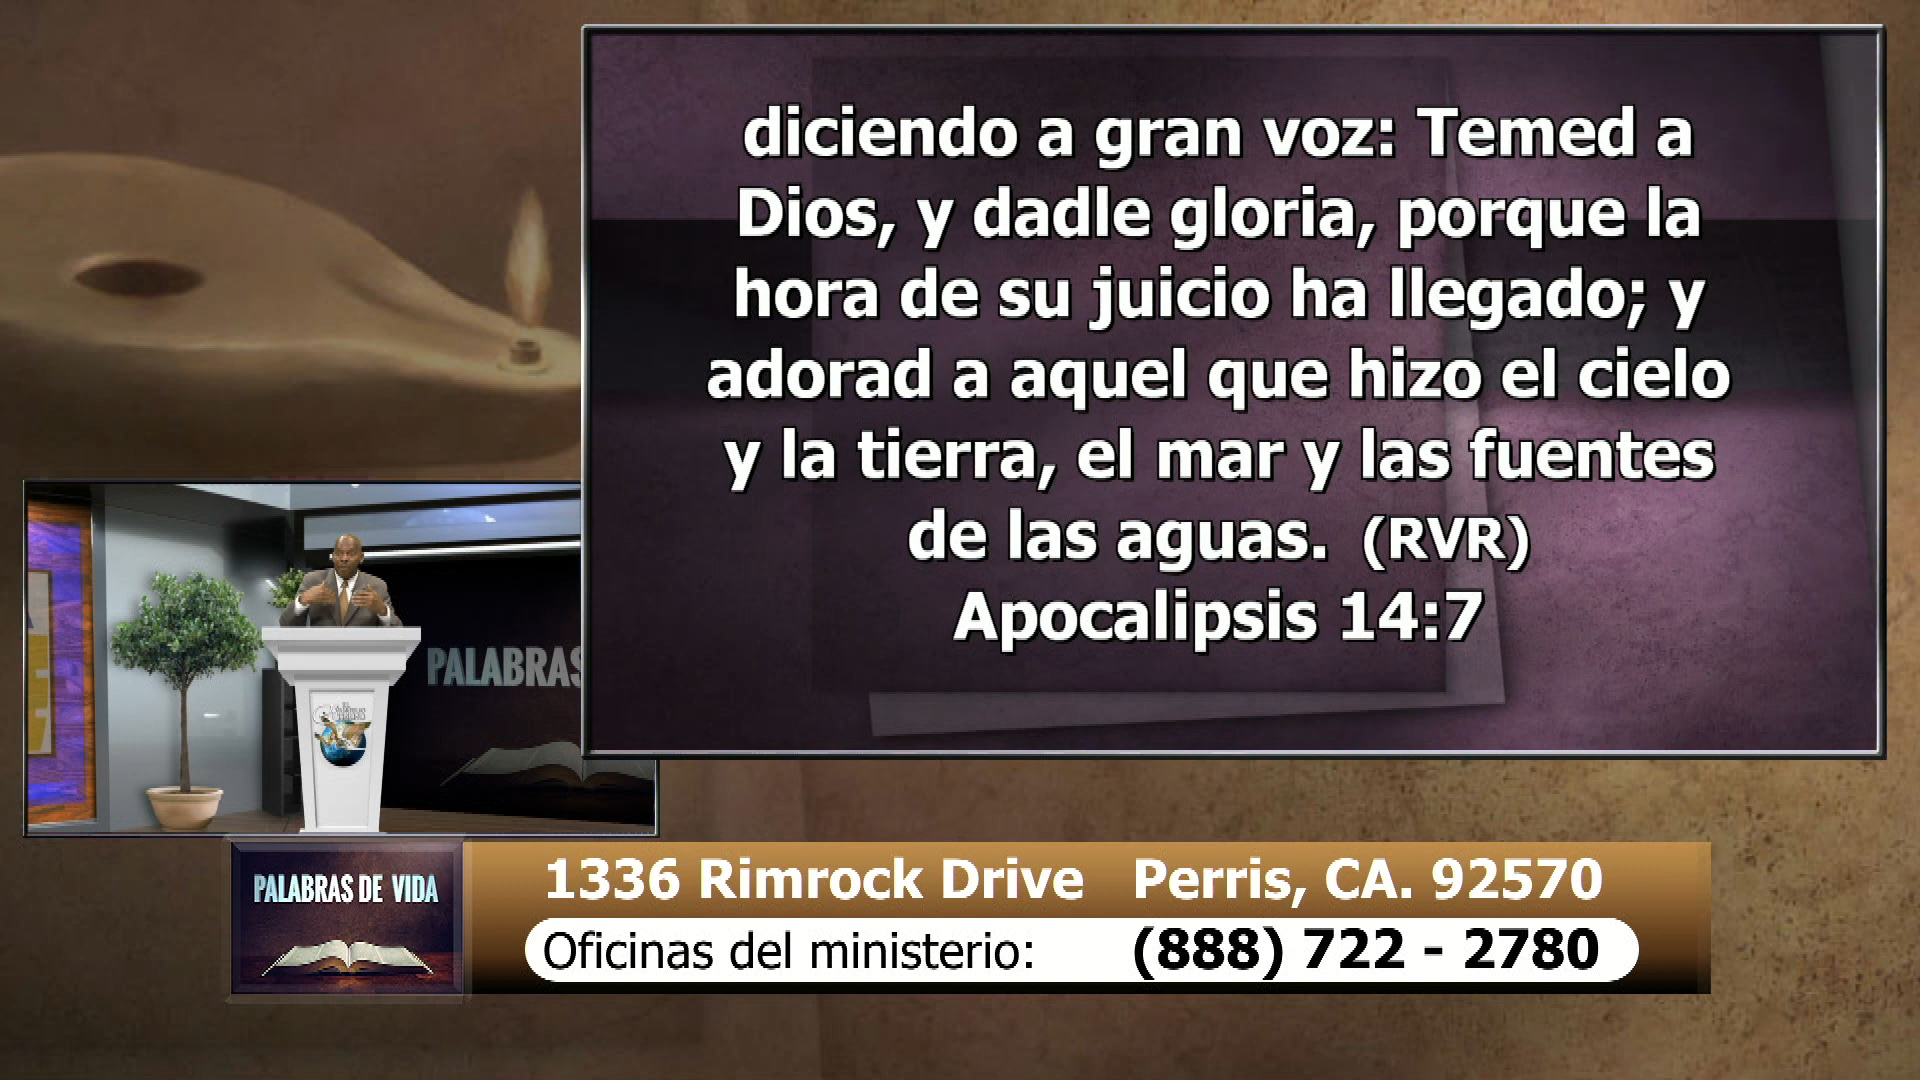 diciendo a gran voz: Temed a
Dios, y dadle gloria, porque la
hora de su juicio ha llegado; y
adorad a aquel que hizo el cielo
y la tierra, el mar y las fuentes
de las aguas. (RVR)
Apocalipsis 14:7
PALABRAS
PALABRAS DE VIDA
1336 Rimrock Drive Perris, CA. 92570
Oficinas del ministerio: (888) 722 - 2780